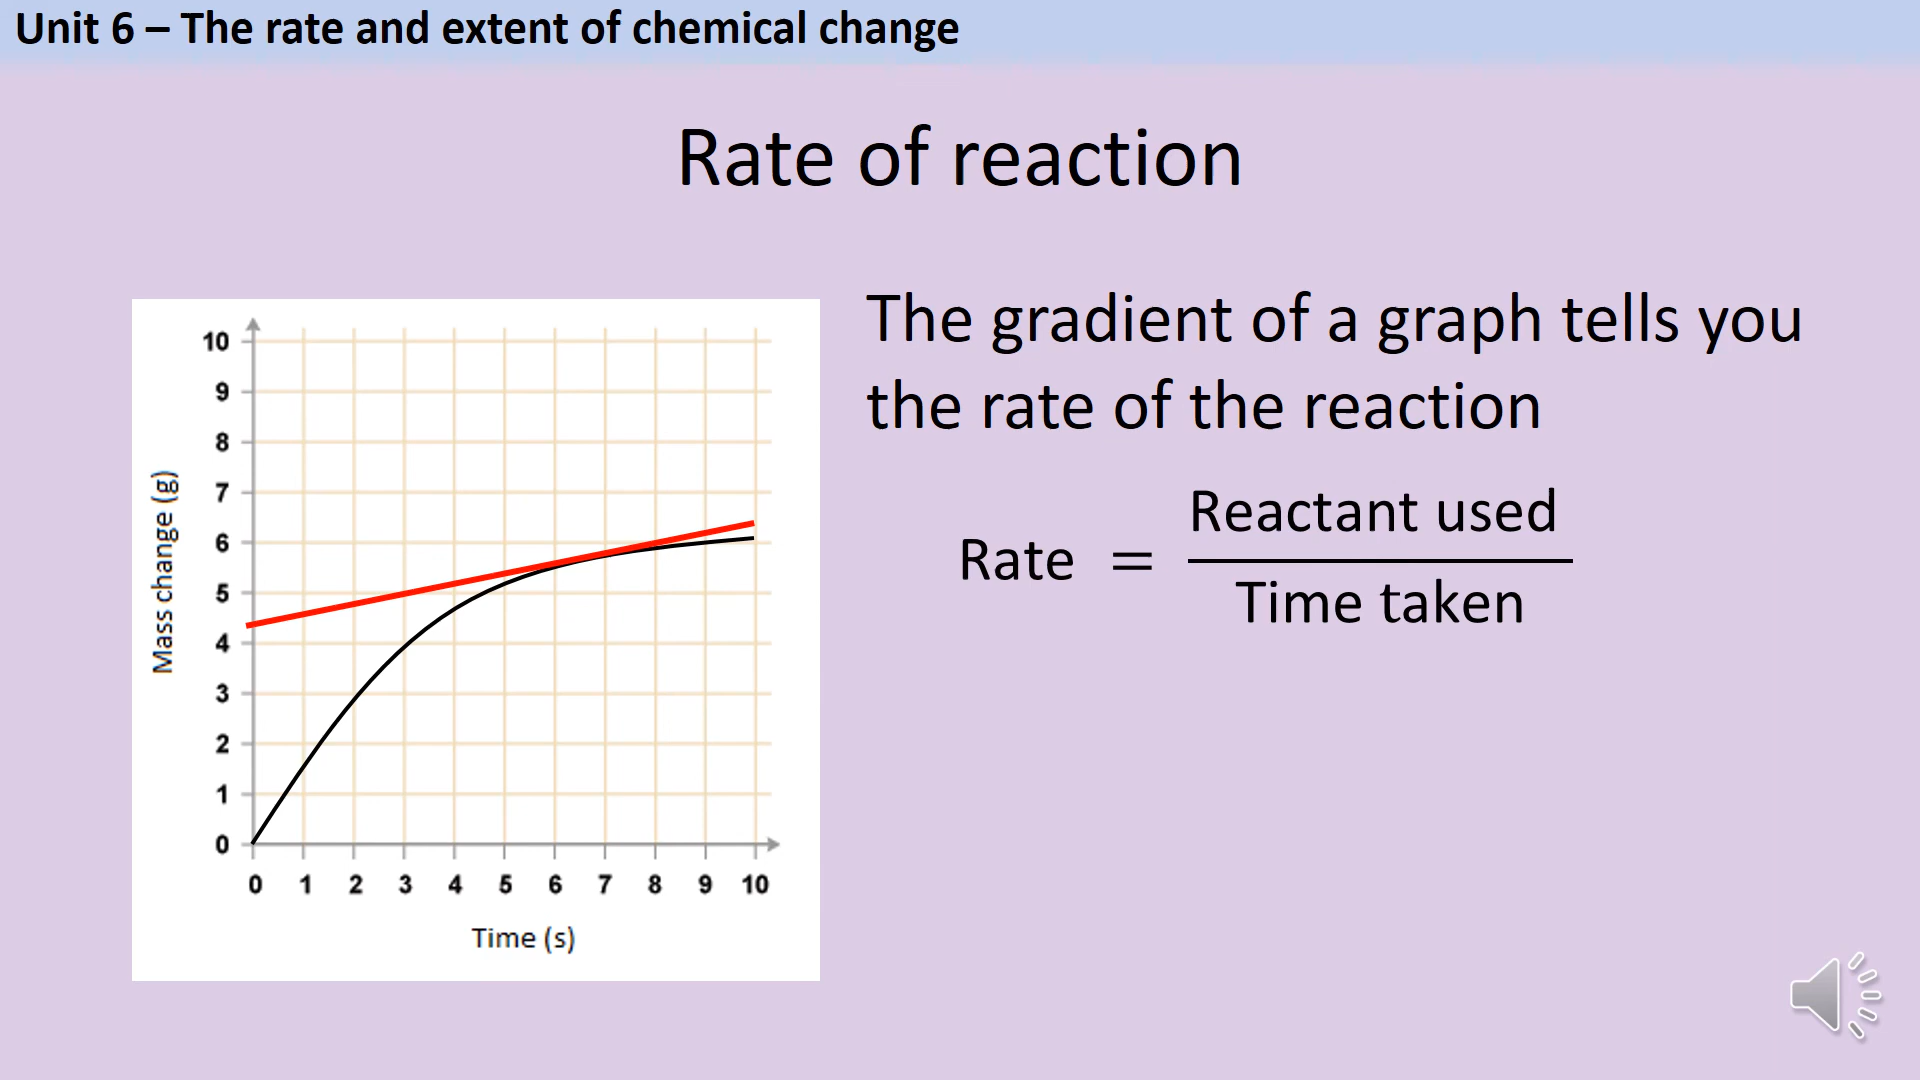 Unit 6 – The rate and extent of chemical change
Rate of reaction
The gradient of a graph tells you
the rate of the reaction
Rate = Reactant used
Time taken
Mass change (g)
10
9
8
7
6
5
4
3
2
1
0
0 1 2 3 4 5 6 7 8 9 10
Time (s)